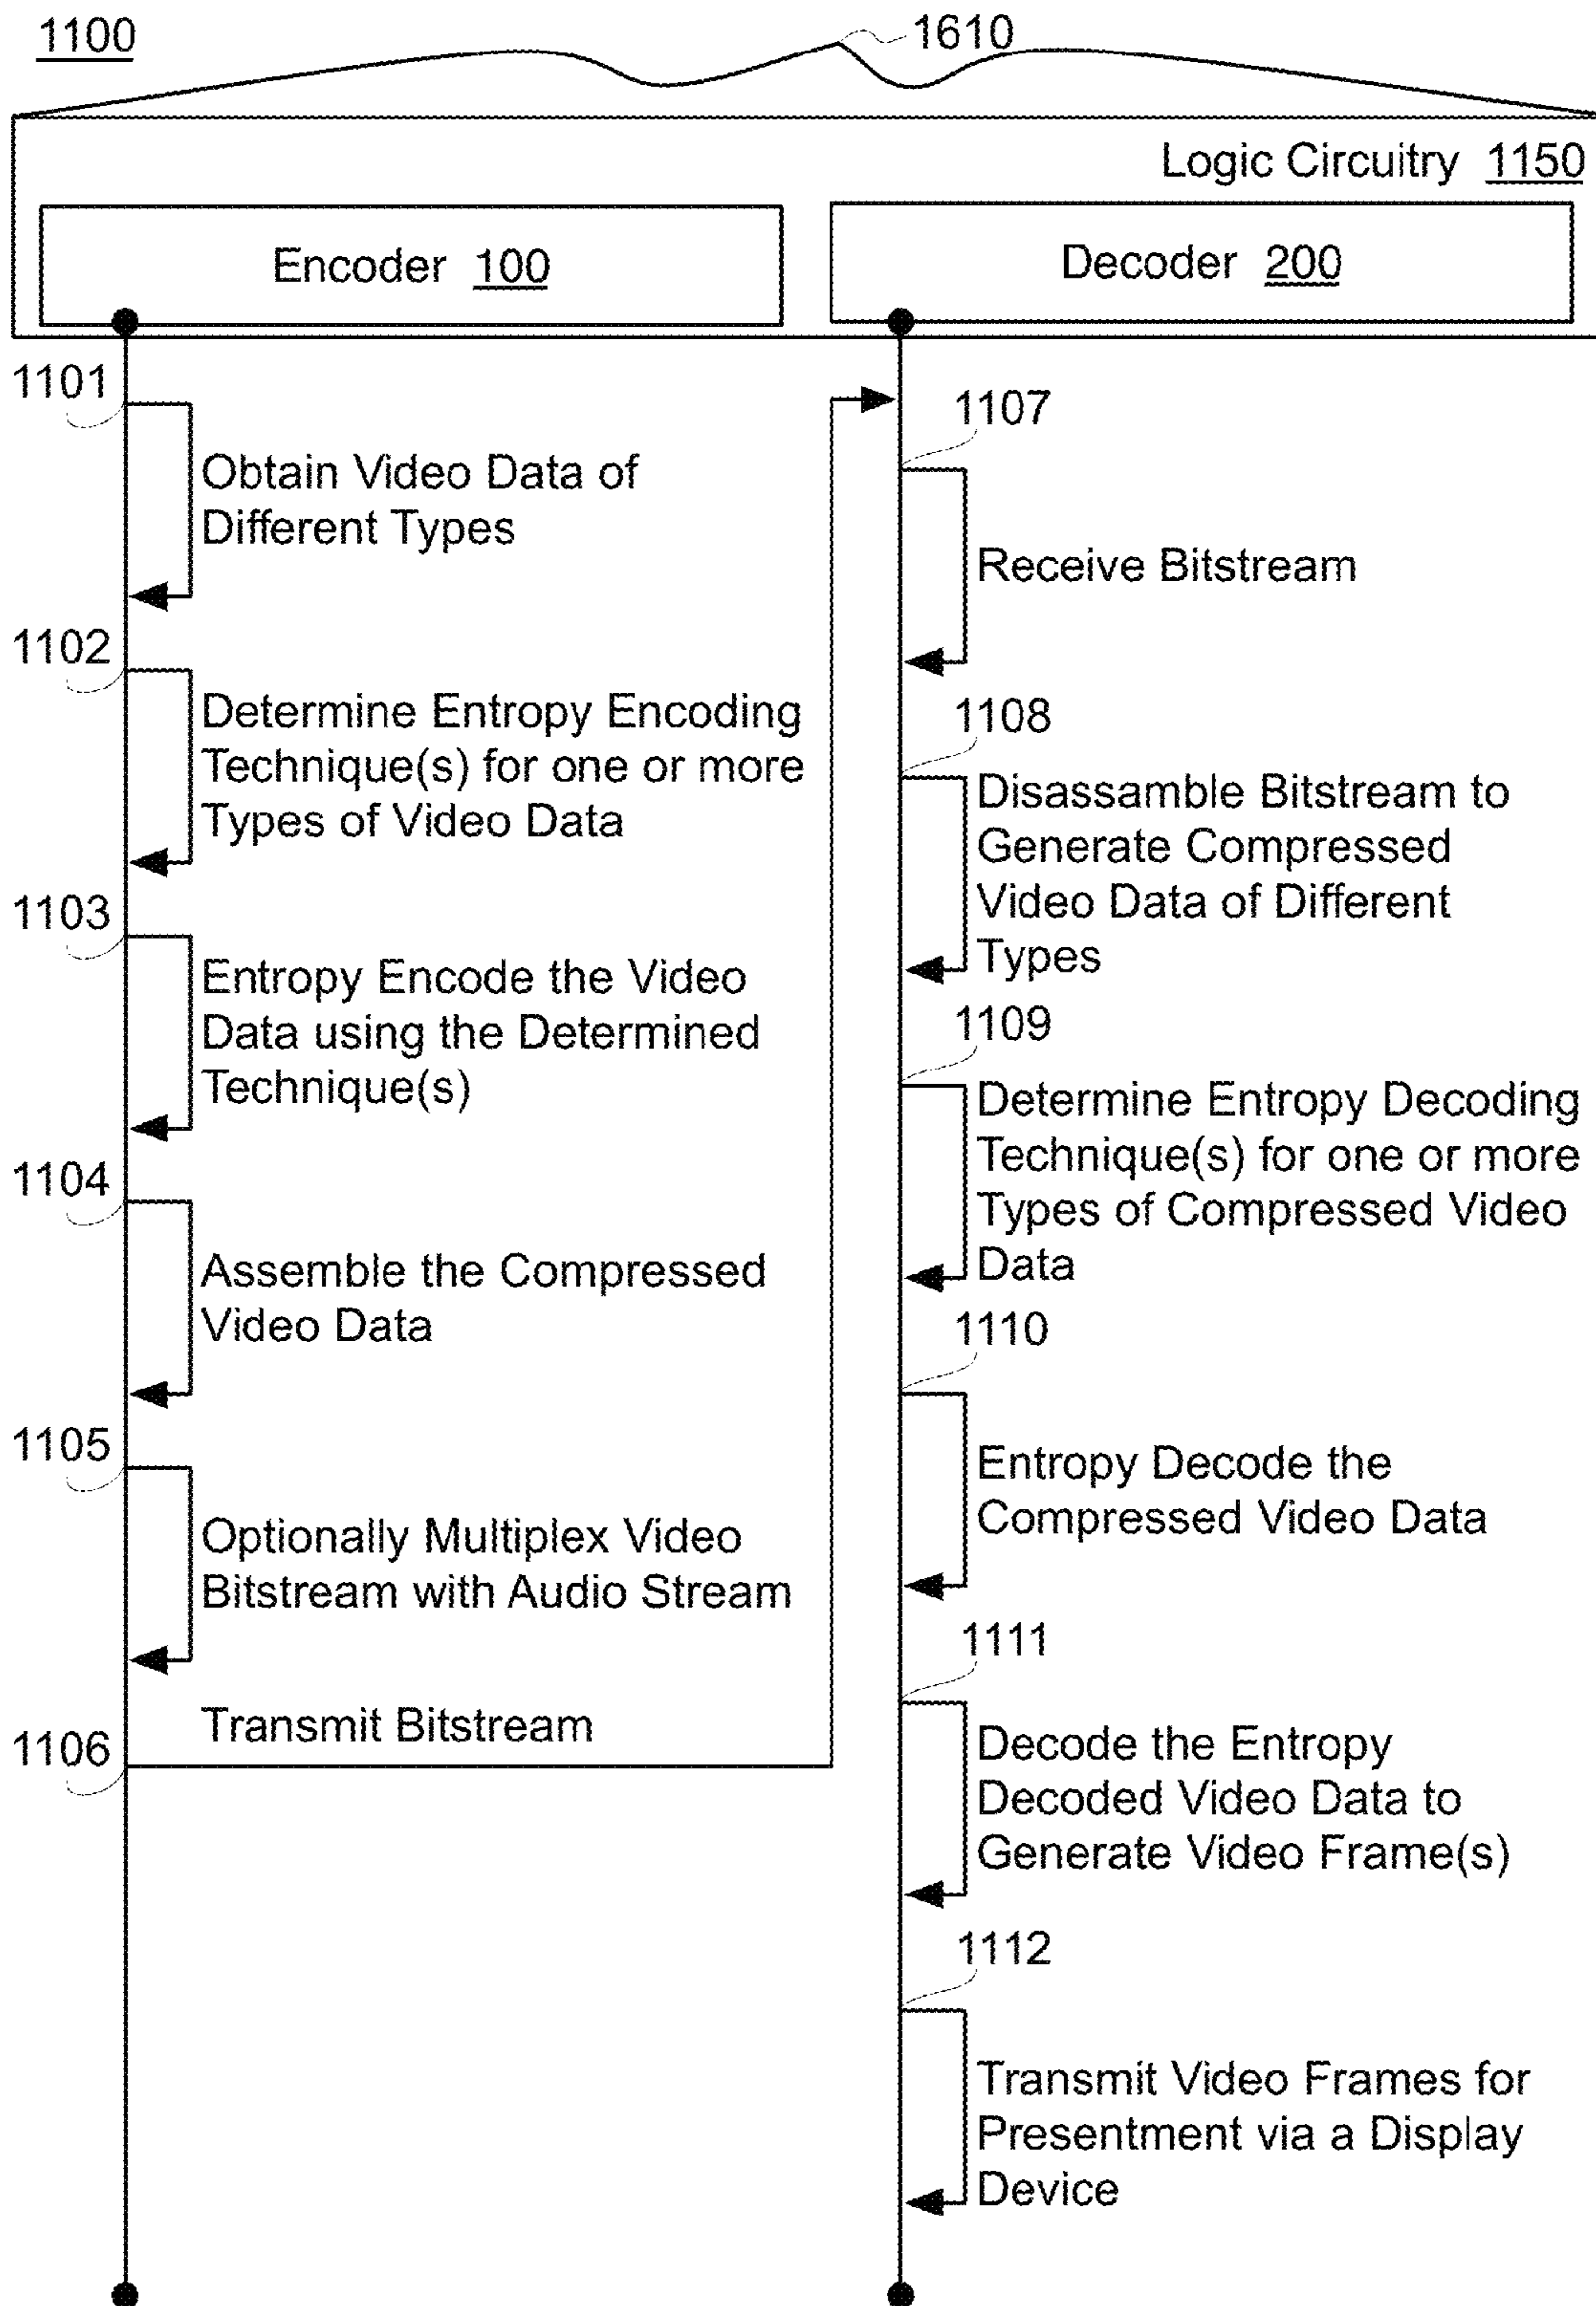 1100
1610
Logic Circuitry 1150
Encoder 100
Decoder 200
1101
Obtain Video Data of
Different Types
1102
Determine Entropy Encoding
Technique(s) for one or more
Types of Video Data
1103
Entropy Encode the Video
Data using the Determined
Technique(s)
1104
Assemble the Compressed
Video Data
1105
Optionally Multiplex Video
Bitstream with Audio Stream
1106
Transmit Bitstream
1107
Receive Bitstream
1108
Disassamble Bitstream to
Generate Compressed
Video Data of Different
Types
1109
Determine Entropy Decoding
Technique(s) for one or more
Types of Compressed Video
Data
1110
Entropy Decode the
Compressed Video Data
1111
Decode the Entropy
Decoded Video Data to
Generate Video Frame(s)
1112
Transmit Video Frames for
Presentment via a Display
Device